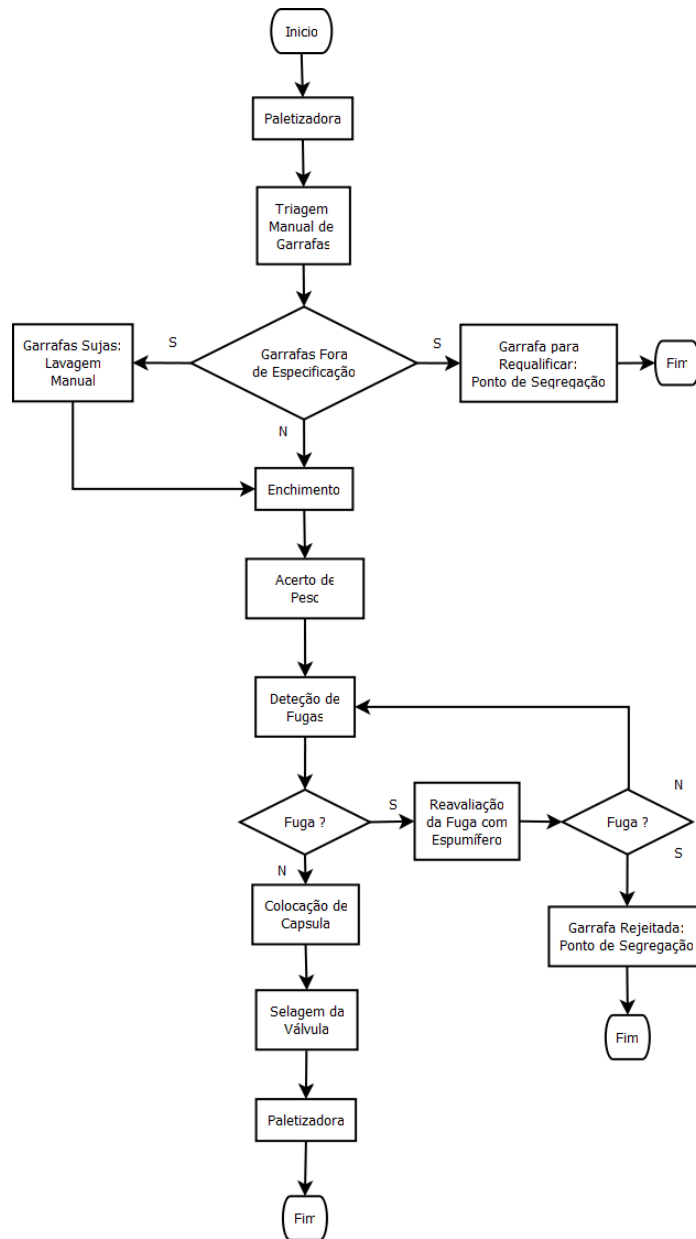 Inicio
Paletizadora
Triagem
Manual de
Garrafas
S
S
Garrafas Sujas:
Lavagem
Manual
Garrafas Fora
de Especificação
Garrafa para
Requalificar:
Ponto de Segregação
Fim
N
Enchimento
Acerto de
Peso
Deteção de
Fugas
N
S
Fuga ?
Reavaliação
da Fuga com
Espumífero
Fuga ?
S
N
Colocação de
Capsula
Garrafa Rejeitada:
Ponto de Segregação
Selagem da
Válvula
Fim
Paletizadora
Fim